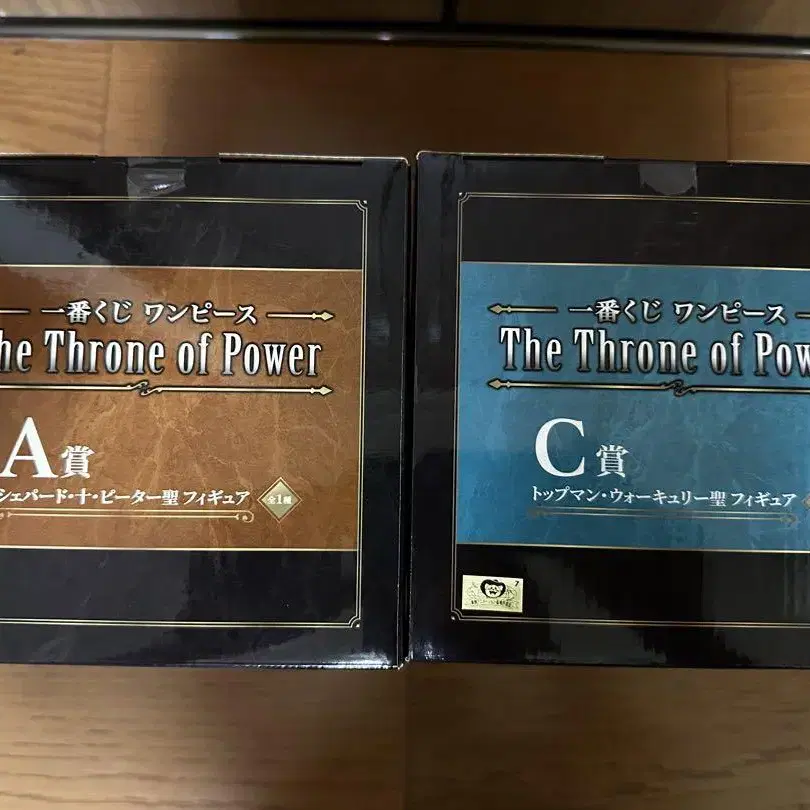 一番くじ ワンピース
he Throne of Power
A賞
シェパード・十・ピーター聖 フィギュア
全1種
一番くじ ワンピース
The Throne of Pow
C賞
トップマン・ウォーキュリー聖 フィギュア
7